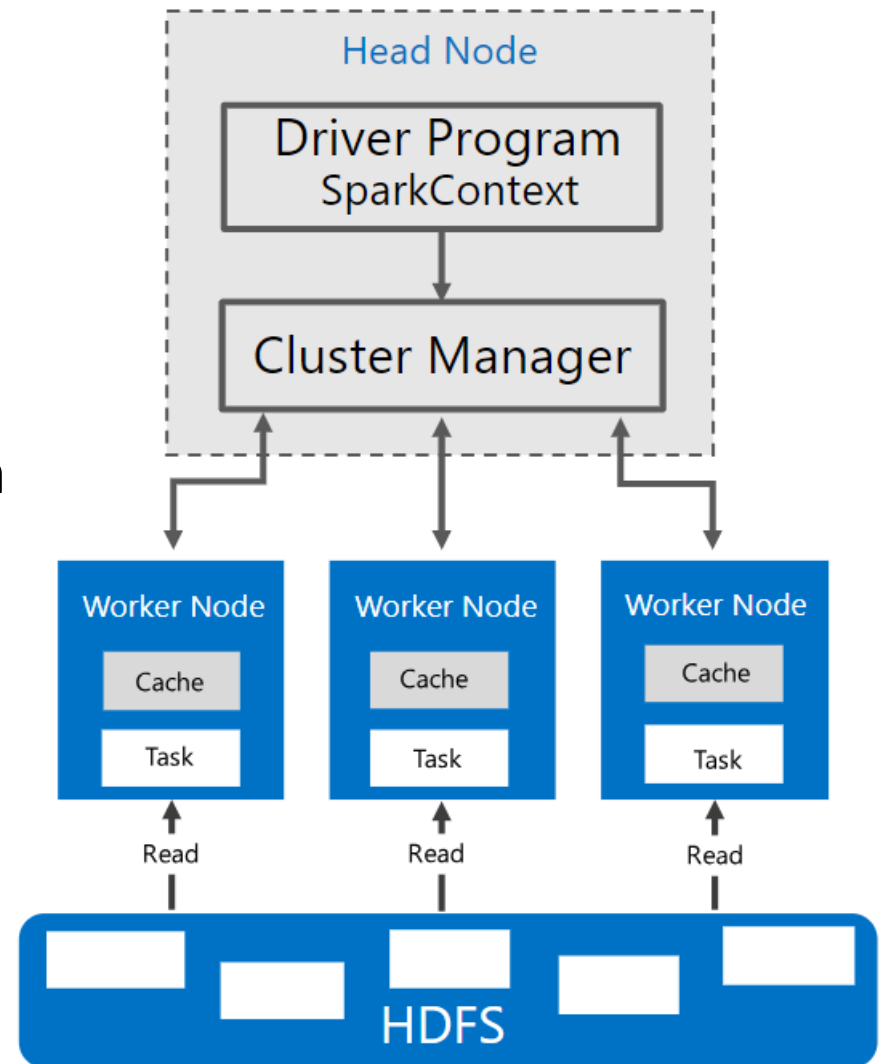 Head Node
Driver Program
SparkContext
Cluster Manager
n
Worker Node
Cache
Task
Worker Node
Cache
Task
Worker Node
Cache
Task
Read
Read
Read
HDFS